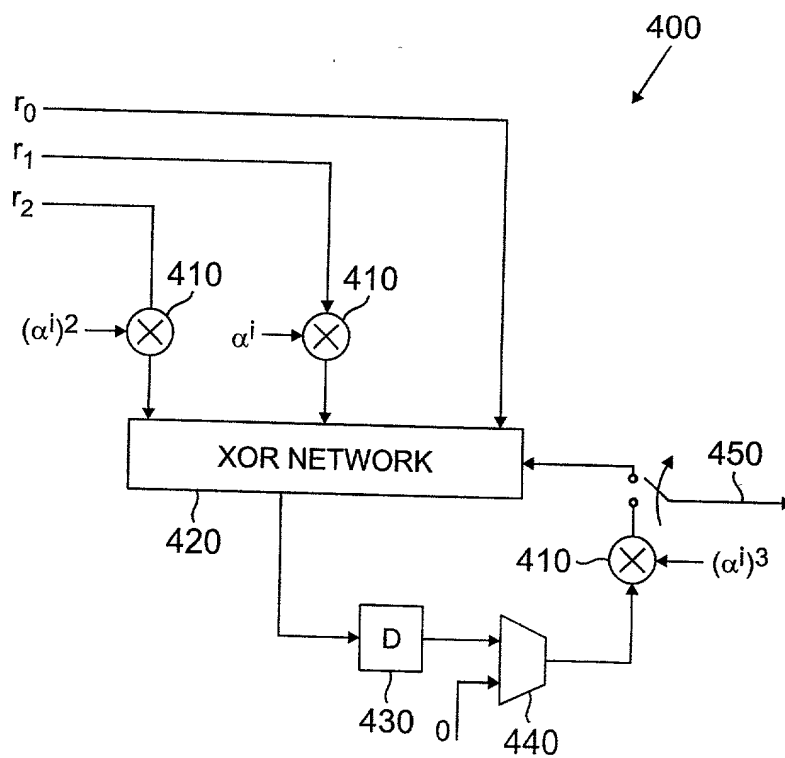 400
r₀
r₁
r₂
410
410
(αⁱ)²
αⁱ
XOR NETWORK
420
450
410
(αⁱ)³
D
430
0
440